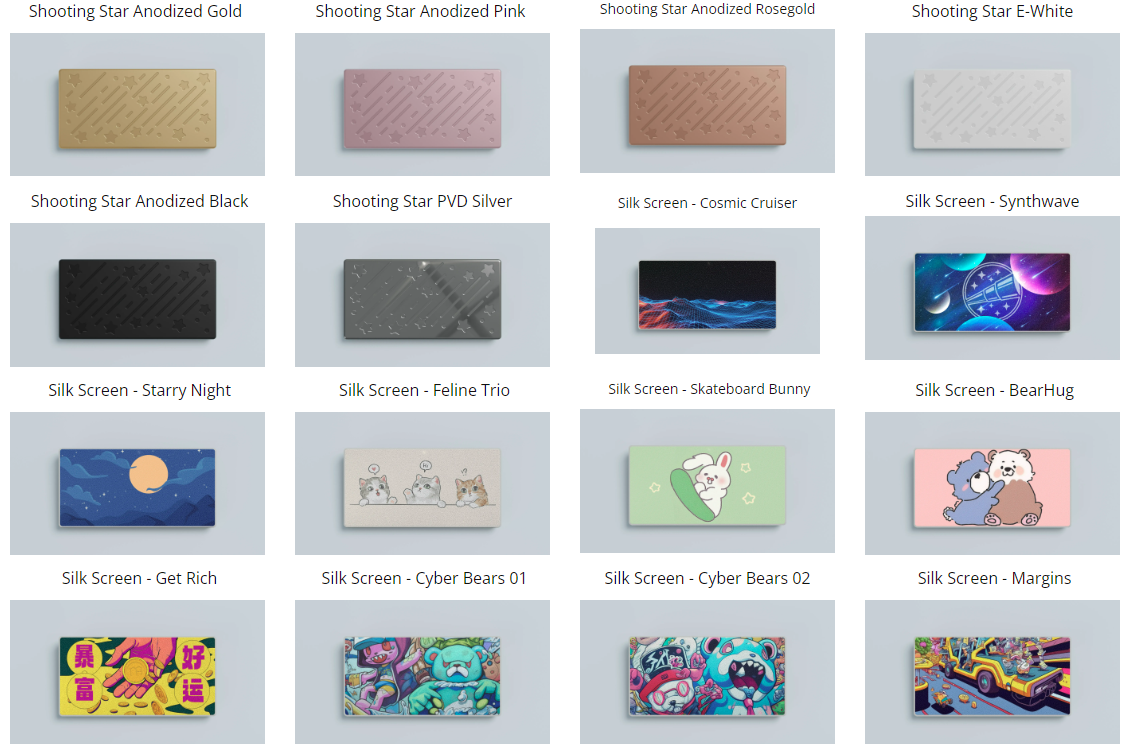 Shooting Star Anodized Gold
Shooting Star Anodized Pink
Shooting Star Anodized Rosegold
Shooting Star E-White
Shooting Star Anodized Black
Shooting Star PVD Silver
Silk Screen - Cosmic Cruiser
Silk Screen - Synthwave
Silk Screen - Starry Night
Silk Screen - Feline Trio
Silk Screen - Skateboard Bunny
Silk Screen - BearHug
Hi
?
Silk Screen - Get Rich
Silk Screen - Cyber Bears 01
Silk Screen - Cyber Bears 02
Silk Screen - Margins
暴富
好运